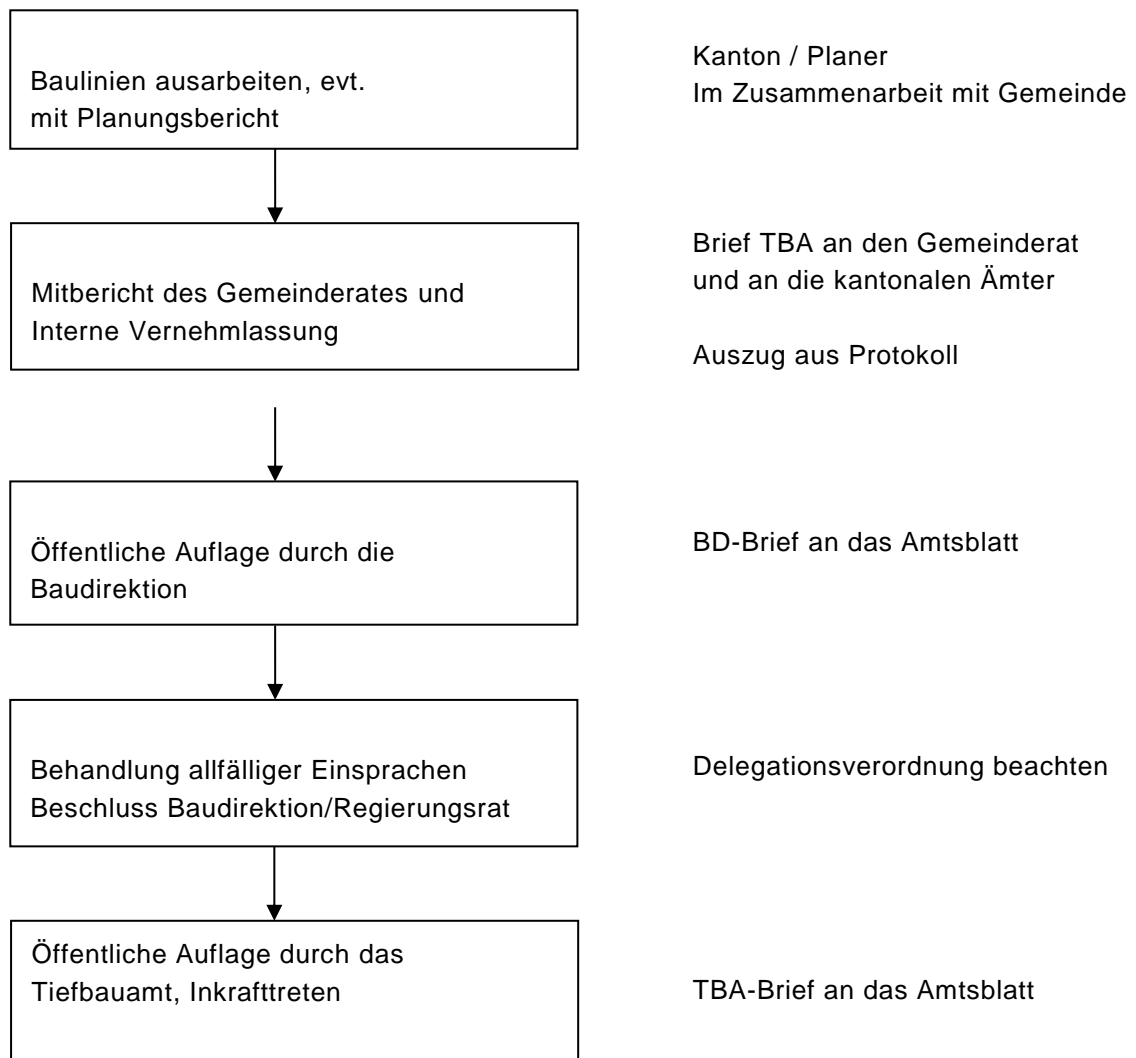 Baulinien ausarbeiten, evt.
mit Planungsbericht
Kanton / Planer
Im Zusammenarbeit mit Gemeinde
Mitbericht des Gemeinderates und
Interne Vernehmlassung
Brief TBA an den Gemeinderat
und an die kantonalen Ämter
Auszug aus Protokoll
Öffentliche Auflage durch die
Baudirektion
BD-Brief an das Amtsblatt
Behandlung allfälliger Einsprachen
Beschluss Baudirektion/Regierungsrat
Delegationsverordnung beachten
Öffentliche Auflage durch das
Tiefbauamt, Inkrafttreten
TBA-Brief an das Amtsblatt